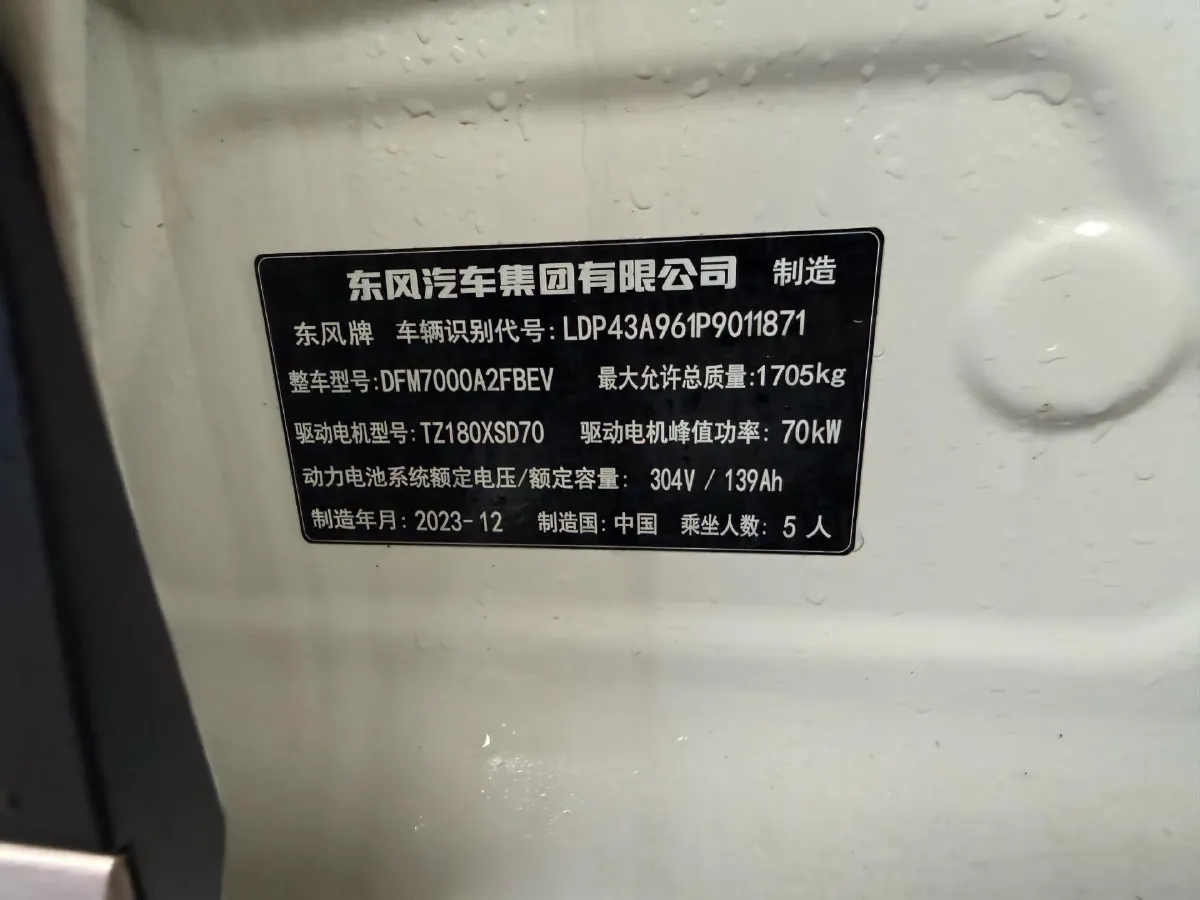 东风汽车集团有限公司 制造
东风牌 车辆识别代号:LDP43A961P9011871
整车型号:DFM7000A2FBEV 最大允许总质量:1705kg
驱动电机型号:TZ180XSD70 驱动电机峰值功率: 70kW
动力电池系统额定电压/额定容量: 304V / 139Ah
制造年月: 2023-12 制造国: 中国 乘坐人数: 5 人